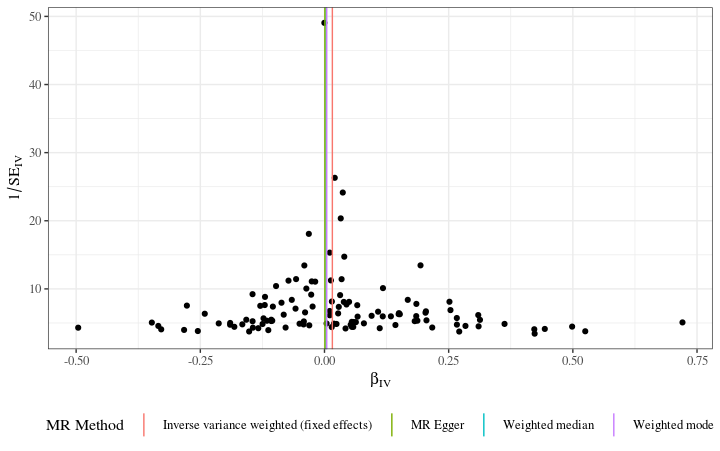 50
40
30
20
10
1/SE_IV
-0.50
-0.25
0.00
0.25
0.50
0.75
β_IV
MR Method
Inverse variance weighted (fixed effects)
MR Egger
Weighted median
Weighted mode